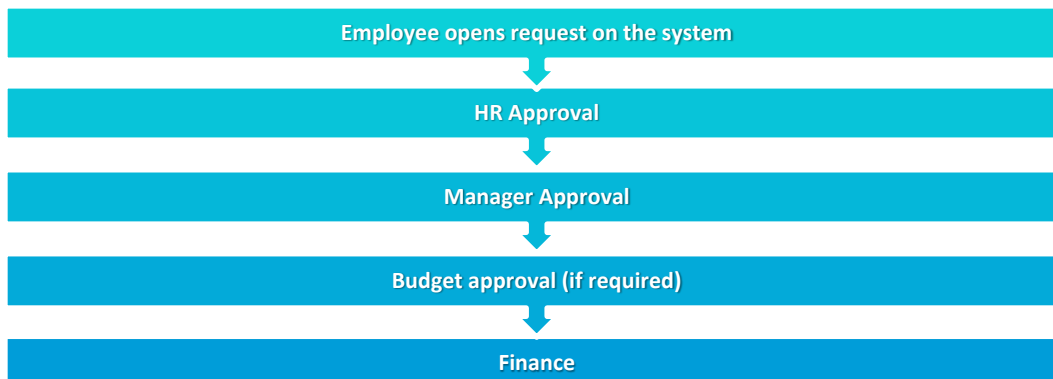 Employee opens request on the system
HR Approval
Manager Approval
Budget approval (if required)
Finance